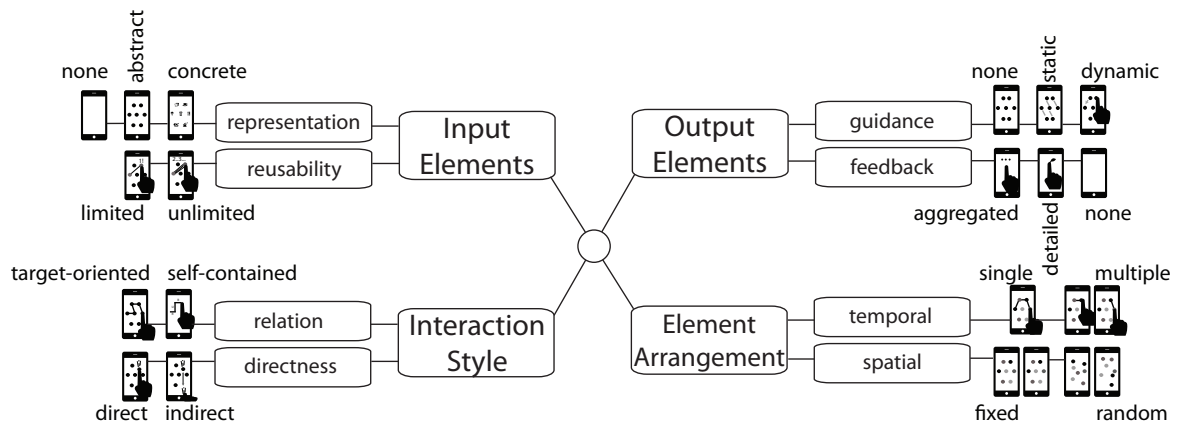 none
abstract
concrete
representation
reusability
limited
unlimited
Input
Elements
Output
Elements
none
static
dynamic
guidance
feedback
aggregated
detailed
none
target-oriented
self-contained
relation
directness
direct
indirect
Interaction
Style
Element
Arrangement
single
multiple
temporal
spatial
fixed
random